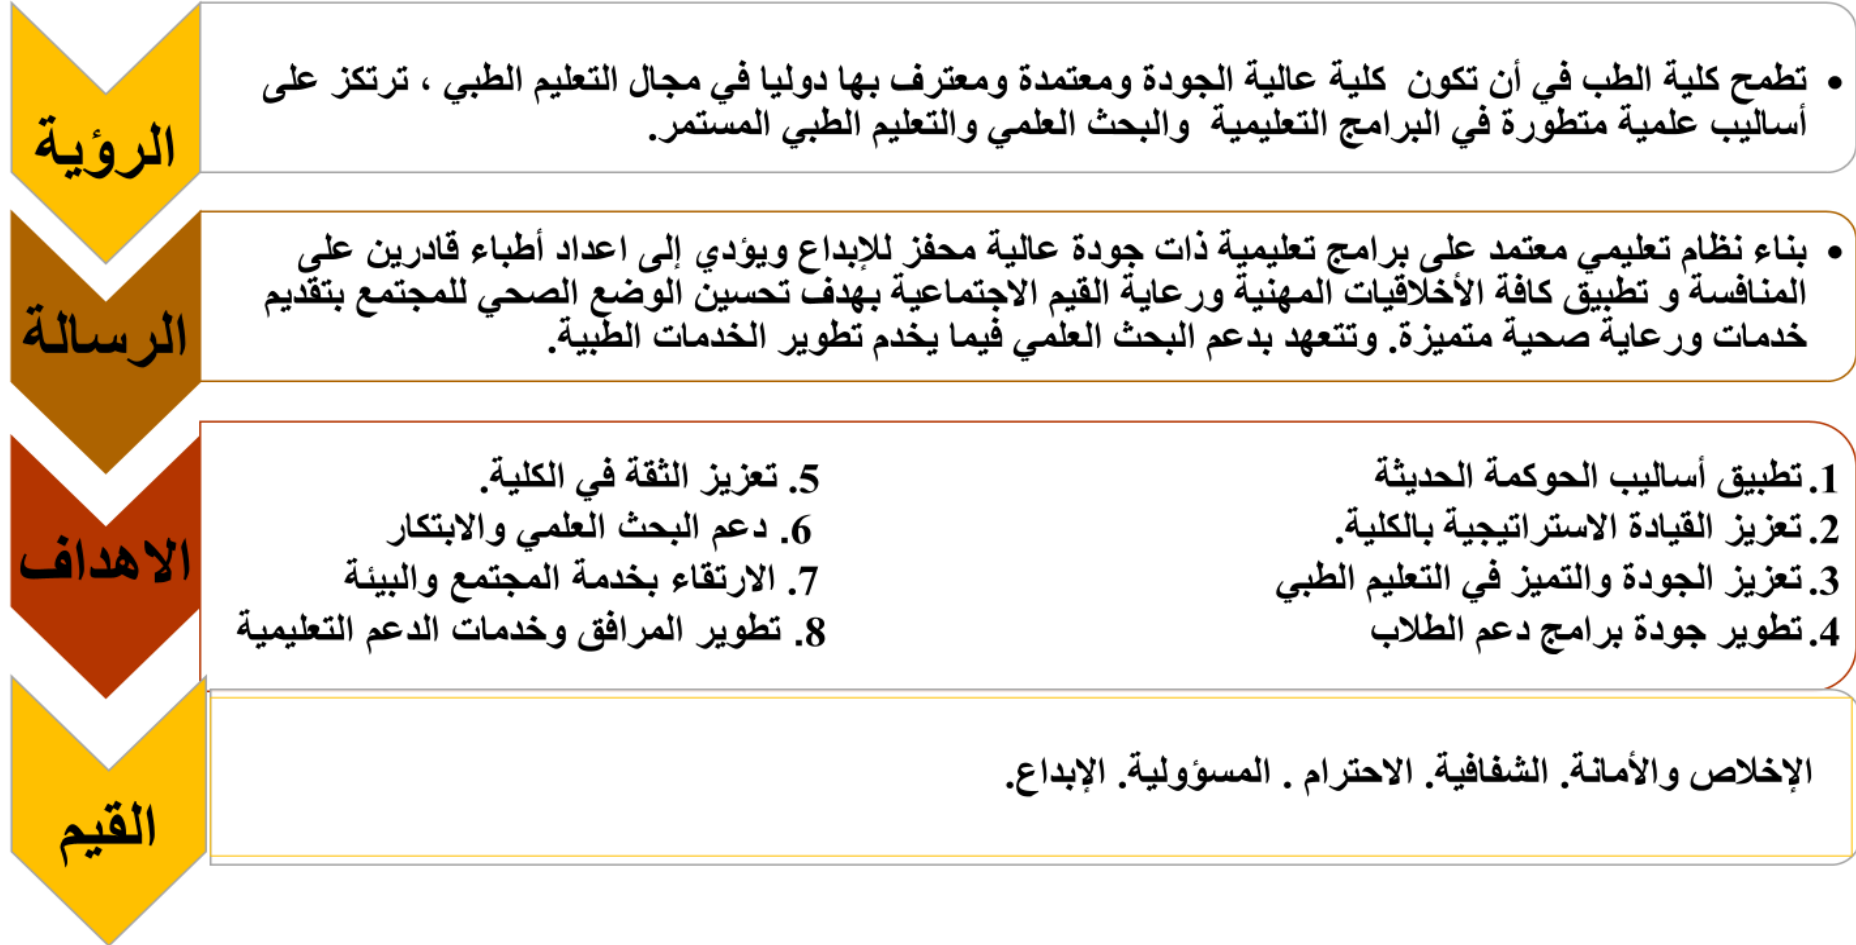 الرؤية
• تطمح كلية الطب في أن تكون كلية عالية الجودة ومعتمدة ومعترف بها دوليا في مجال التعليم الطبي ، ترتكز على
أساليب علمية متطورة في البرامج التعليمية والبحث العلمي والتعليم الطبي المستمر.
الرسالة
• بناء نظام تعليمي معتمد على برامج تعليمية ذات جودة عالية محفز للإبداع ويؤدي إلى اعداد أطباء قادرين على
المنافسة و تطبيق كافة الأخلاقيات المهنية ورعاية القيم الاجتماعية بهدف تحسين الوضع الصحي للمجتمع بتقديم
خدمات ورعاية صحية متميزة. وتتعهد بدعم البحث العلمي فيما يخدم تطوير الخدمات الطبية.
الاهداف
1. تطبيق أساليب الحوكمة الحديثة
2. تعزيز القيادة الاستراتيجية بالكلية.
3. تعزيز الجودة والتميز في التعليم الطبي
4. تطوير جودة برامج دعم الطلاب
5. تعزيز الثقة في الكلية.
6. دعم البحث العلمي والابتكار
7. الارتقاء بخدمة المجتمع والبيئة
8. تطوير المرافق وخدمات الدعم التعليمية
القيم
الإخلاص والأمانة. الشفافية. الاحترام . المسؤولية. الإبداع.